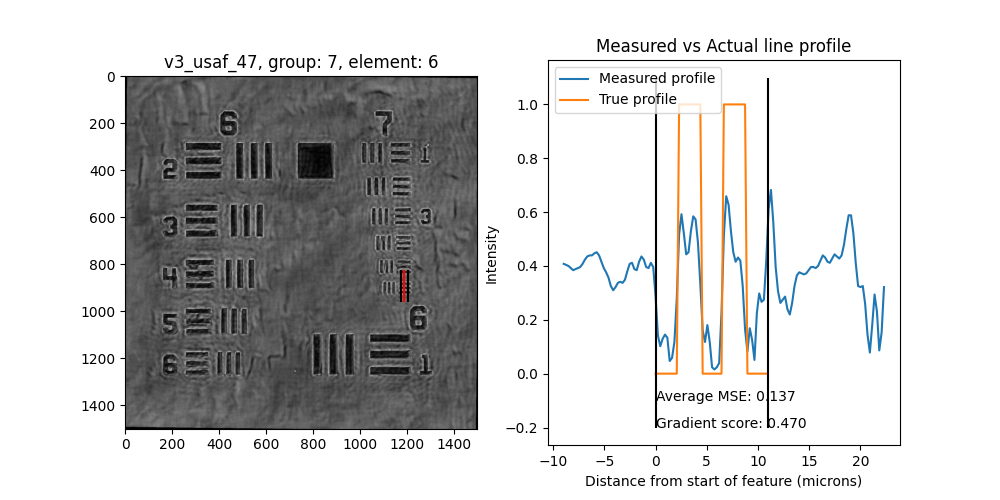 v3_usaf_47, group: 7, element: 6
0
200
400
600
800
1000
1200
1400
0 200 400 600 800 1000 1200 1400
6 7
2 1
3 3
4
5 6
6 1
Measured vs Actual line profile
Measured profile
True profile
Intensity
1.0
0.8
0.6
0.4
0.2
0.0
−0.2
Average MSE: 0.137
Gradient score: 0.470
−10 −5 0 5 10 15 20
Distance from start of feature (microns)